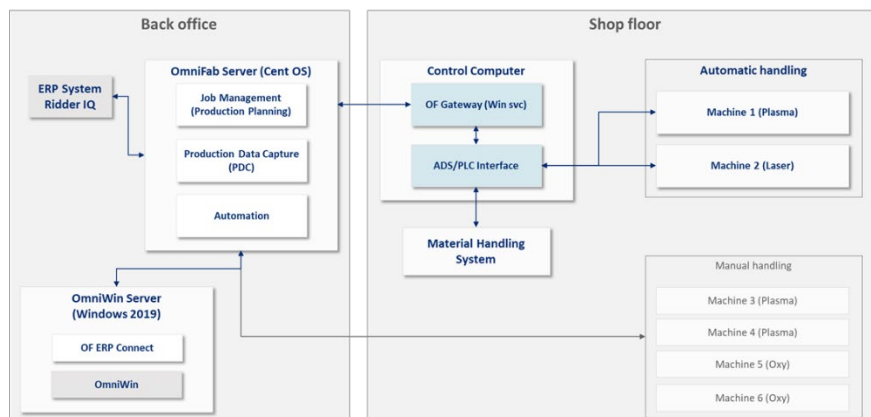 Back office
OmniFab Server (Cent OS)
ERP System
Ridder IQ
Job Management
(Production Planning)
Production Data Capture
(PDC)
Automation
OmniWin Server
(Windows 2019)
OF ERP Connect
OmniWin
Shop floor
Control Computer
OF Gateway (Win svc)
ADS/PLC Interface
Material Handling
System
Automatic handling
Machine 1 (Plasma)
Machine 2 (Laser)
Manual handling
Machine 3 (Plasma)
Machine 4 (Plasma)
Machine 5 (Oxy)
Machine 6 (Oxy)